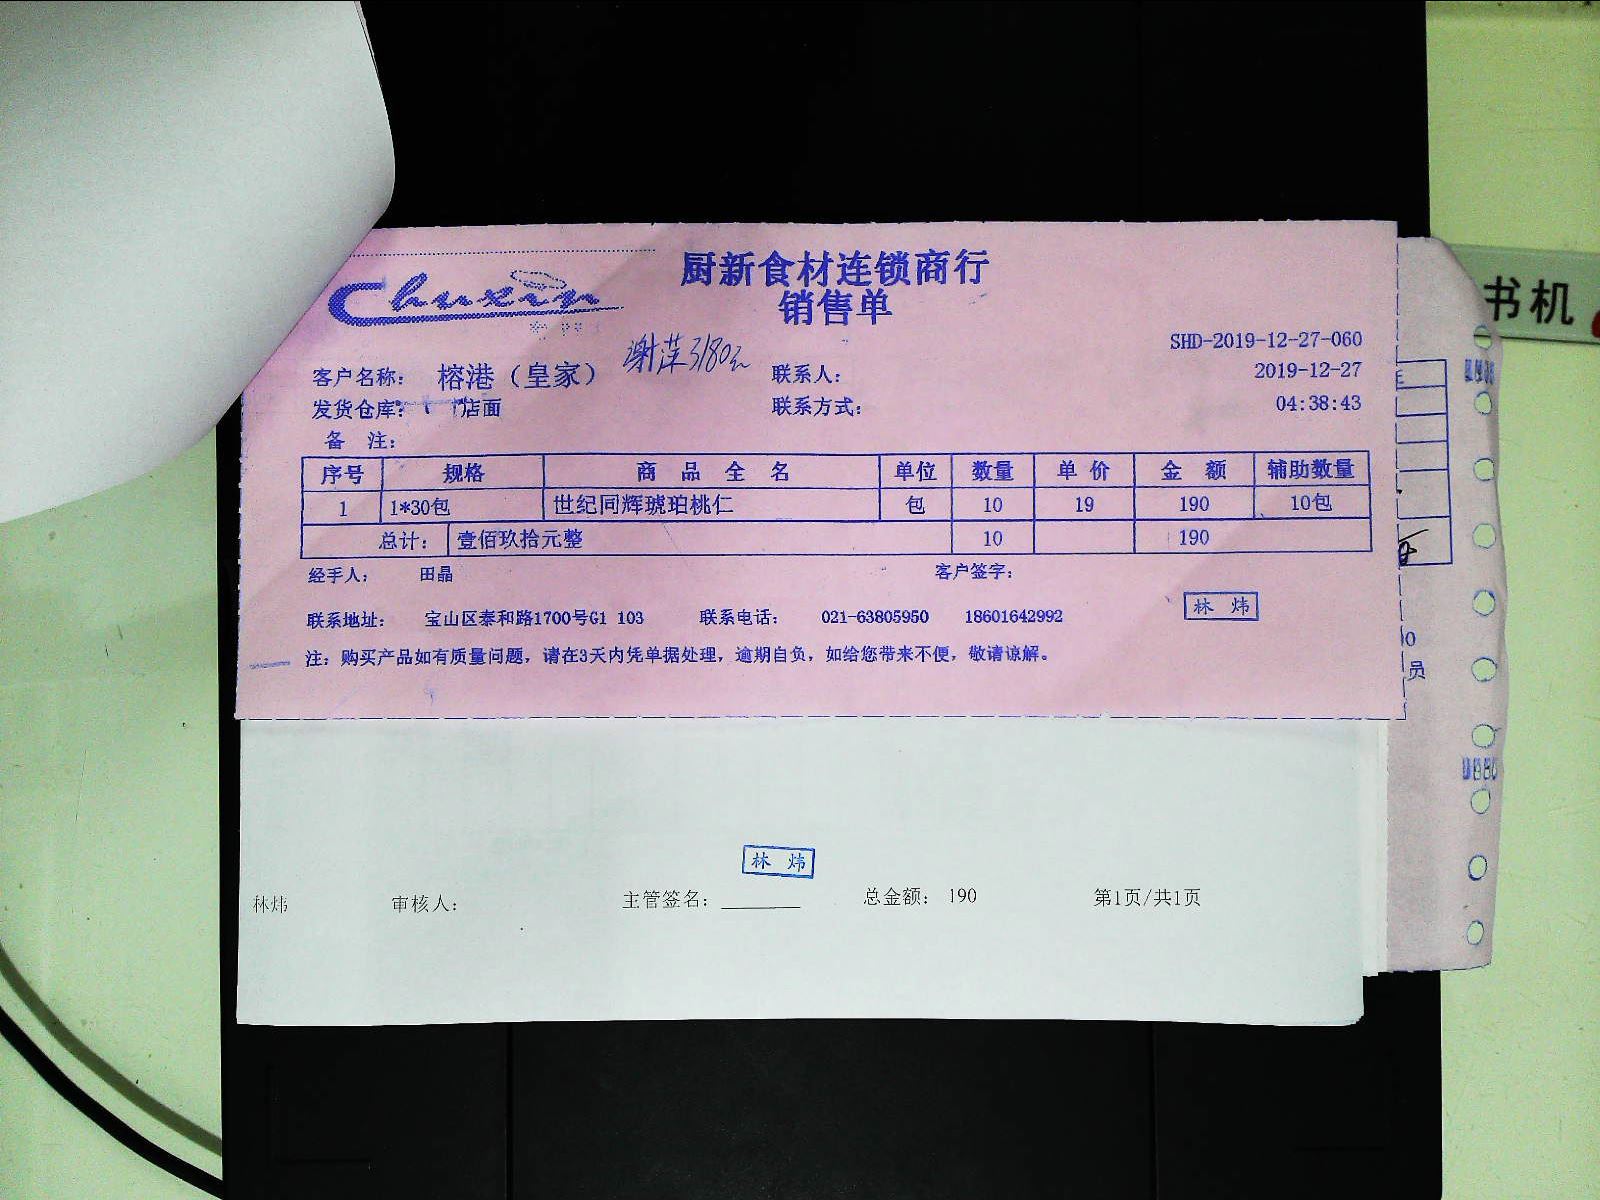 厨新食材连锁商行
Chuxin
销售单
书机
SHD-2019-12-27-060
客户名称： 榕港（皇家） 谢萍3180元 联系人： 2019-12-27
发货仓库： 店面 联系方式： 04:38:43
备 注：
序号 规格 商 品 全 名 单位 数量 单 价 金 额 辅助数量
1 1*30包 世纪同辉琥珀桃仁 包 10 19 190 10包
总计： 壹佰玖拾元整 10 190
经手人： 田晶 客户签字：
林 炜
联系地址： 宝山区泰和路1700号G1 103 联系电话： 021-63805950 18601642992
注：购买产品如有质量问题，请在3天内凭单据处理，逾期自负，如给您带来不便，敬请谅解。
员
林 炜
林炜 审核人： 主管签名：________ 总金额： 190 第1页/共1页